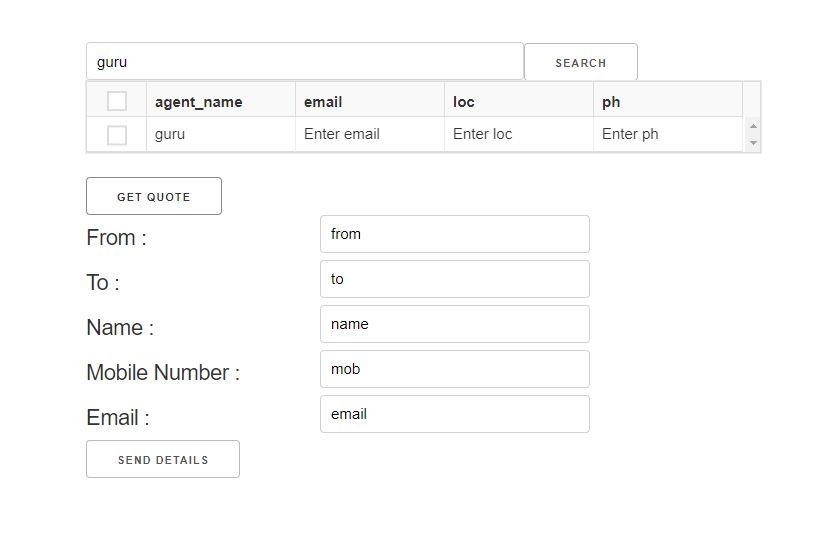 guru SEARCH
agent_name email loc ph
guru Enter email Enter loc Enter ph
GET QUOTE
From : from
To : to
Name : name
Mobile Number : mob
Email : email
SEND DETAILS